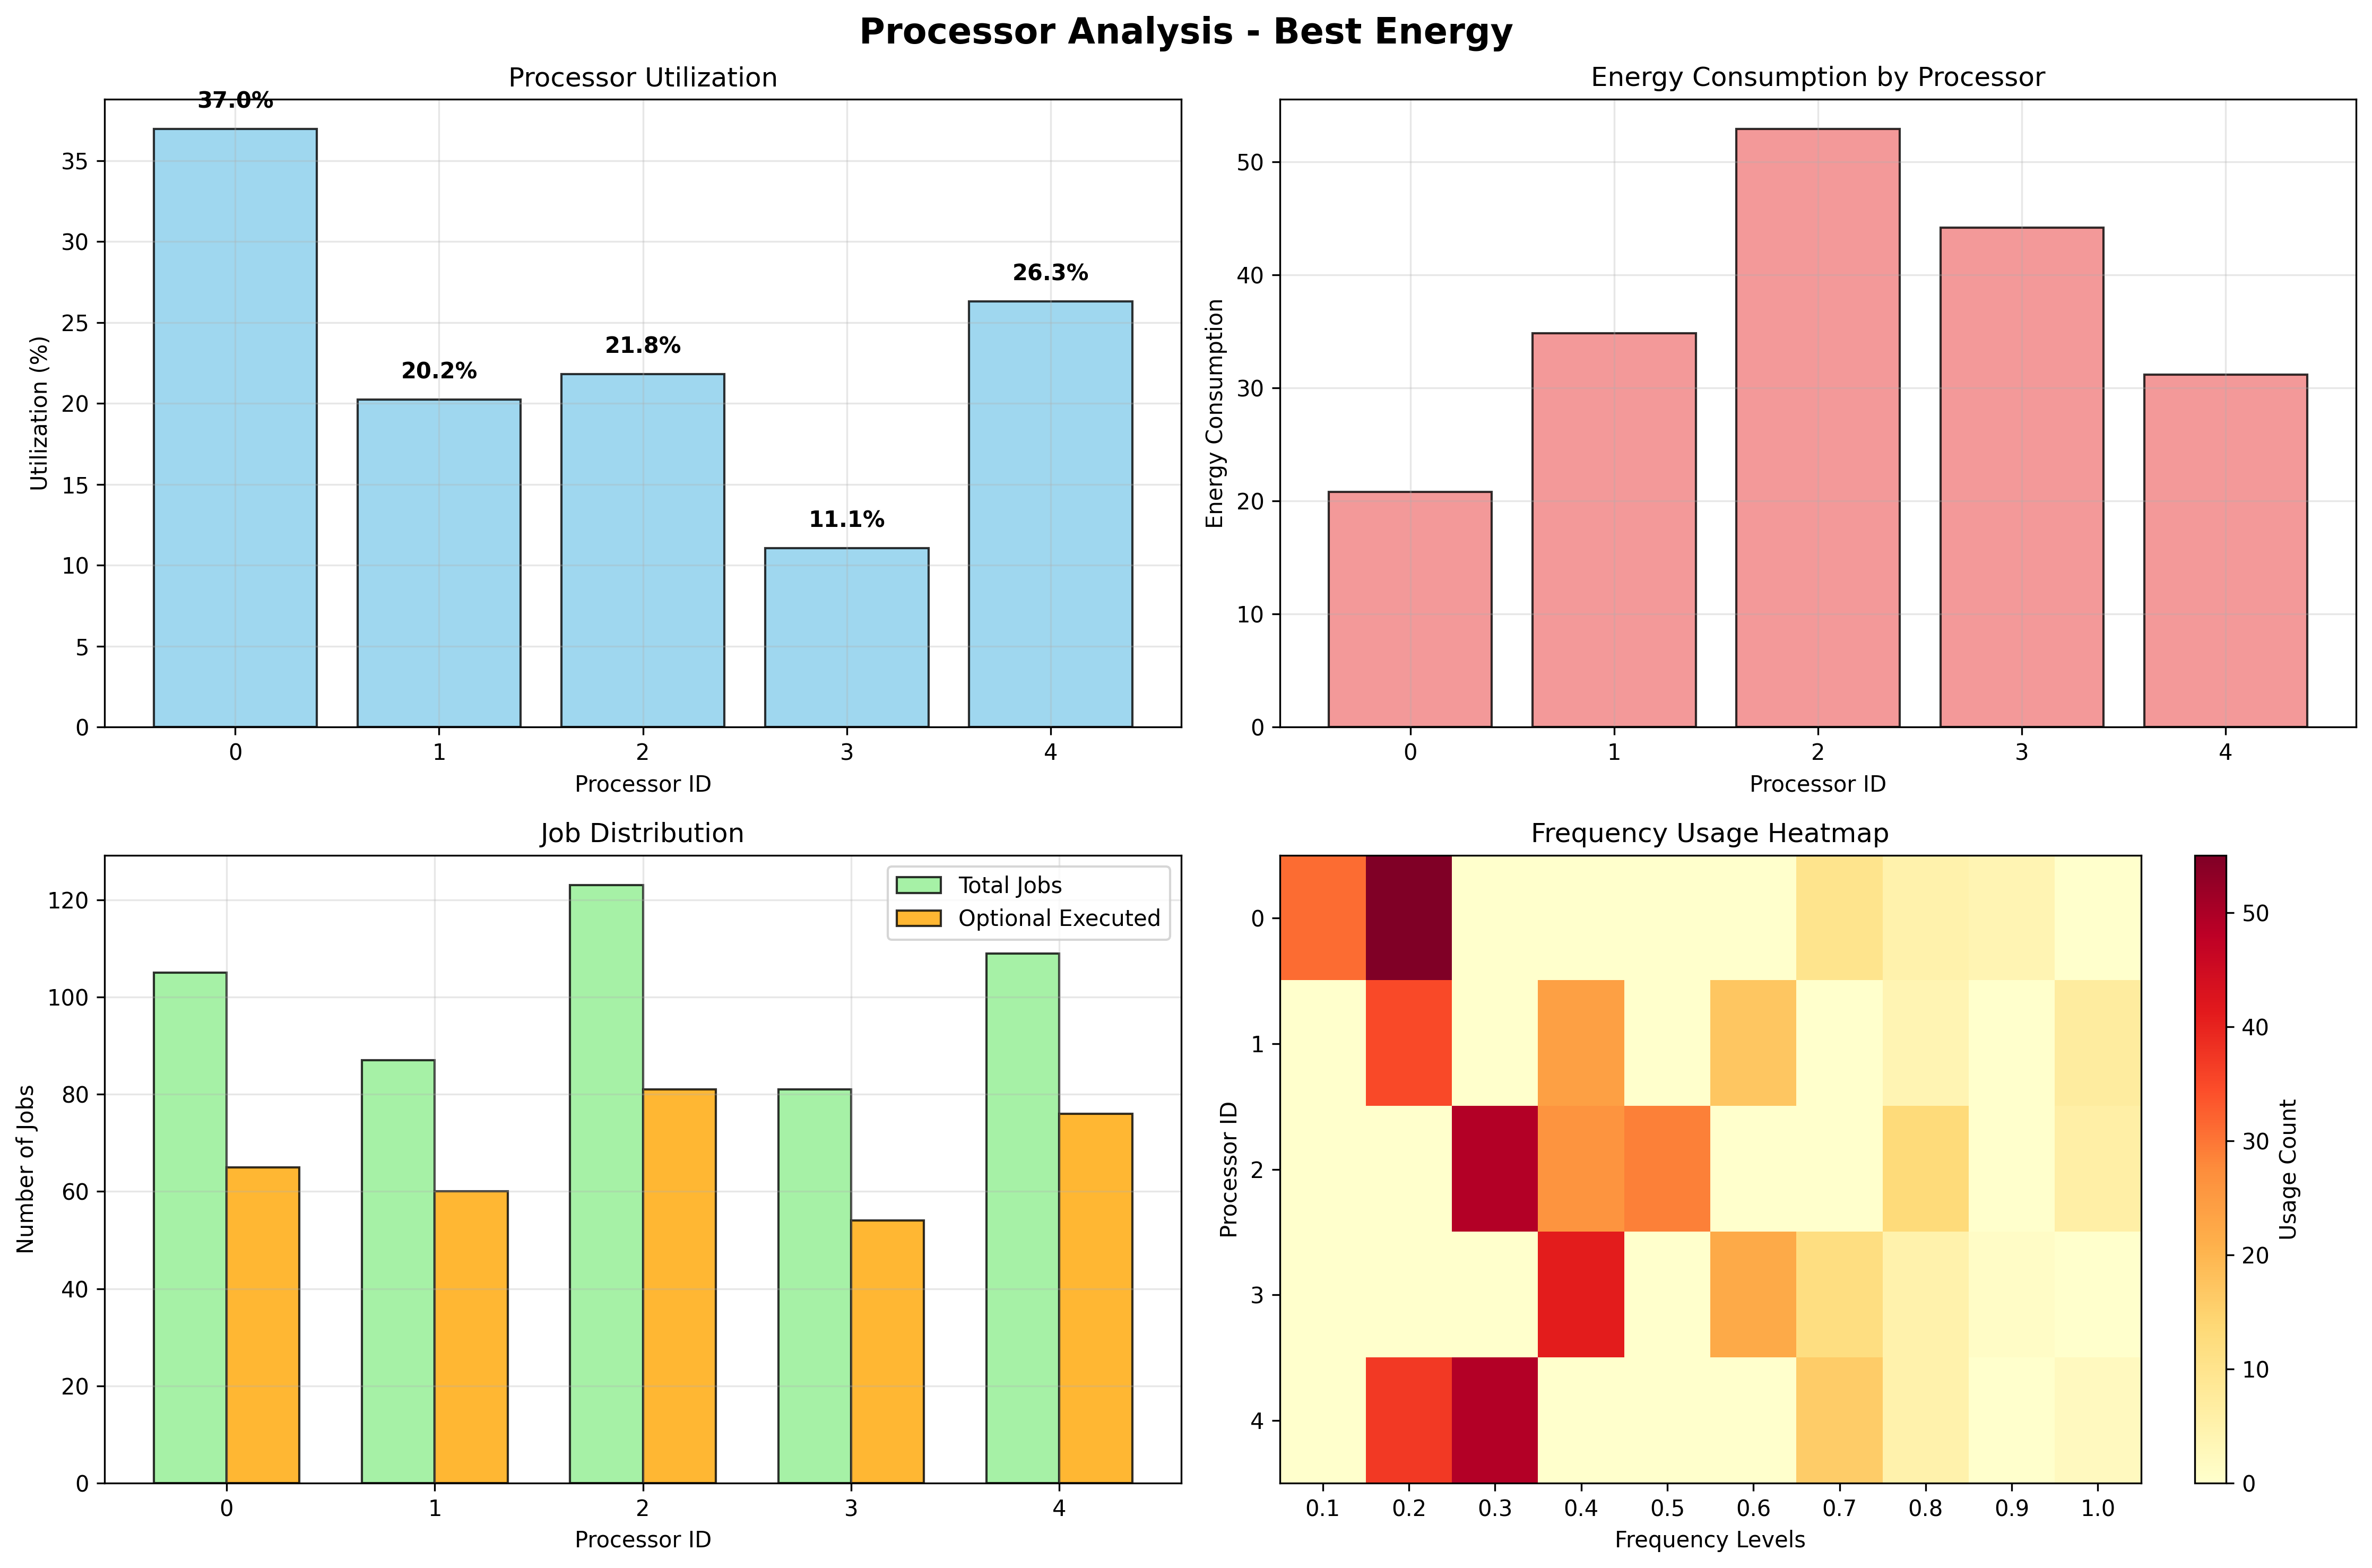 Processor Analysis - Best Energy
Processor Utilization
37.0%
20.2%
21.8%
11.1%
26.3%
Utilization (%)
35
30
25
20
15
10
5
0
0 1 2 3 4
Processor ID
Energy Consumption by Processor
Energy Consumption
50
40
30
20
10
0
0 1 2 3 4
Processor ID
Job Distribution
Total Jobs
Optional Executed
Number of Jobs
120
100
80
60
40
20
0
0 1 2 3 4
Processor ID
Frequency Usage Heatmap
Processor ID
0
1
2
3
4
0.1 0.2 0.3 0.4 0.5 0.6 0.7 0.8 0.9 1.0
Frequency Levels
50
40
30
20
10
0
Usage Count